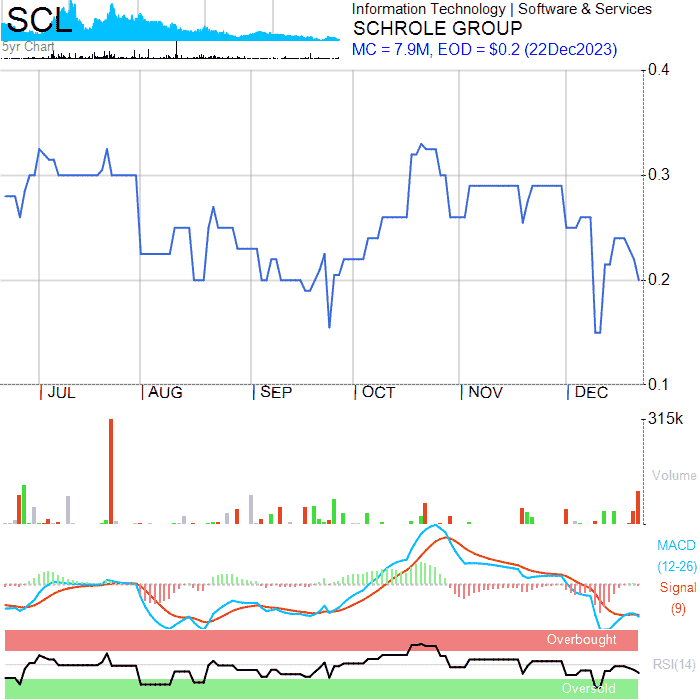 SCL
5yr Chart
Information Technology | Software & Services
SCHROLE GROUP
MC = 7.9M, EOD = $0.2 (22Dec2023)
0.4
0.3
0.2
0.1
JUL AUG SEP OCT NOV DEC
315k
Volume
MACD
(12-26)
Signal
(9)
Overbought
RSI(14)
Oversold